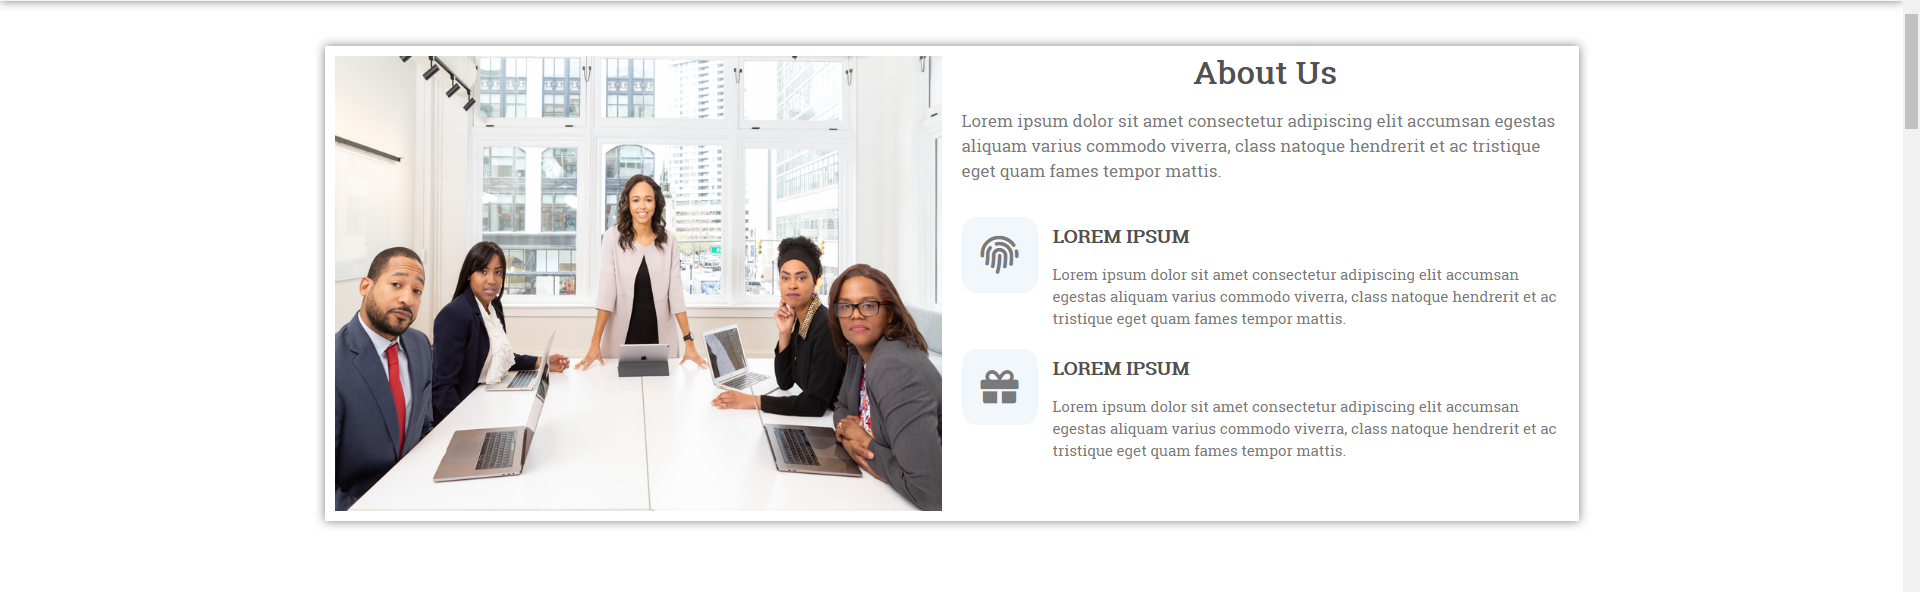 About Us
Lorem ipsum dolor sit amet consectetur adipiscing elit accumsan egestas
aliquam varius commodo viverra, class natoque hendrerit et ac tristique
eget quam fames tempor mattis.
LOREM IPSUM
Lorem ipsum dolor sit amet consectetur adipiscing elit accumsan
egestas aliquam varius commodo viverra, class natoque hendrerit et ac
tristique eget quam fames tempor mattis.
LOREM IPSUM
Lorem ipsum dolor sit amet consectetur adipiscing elit accumsan
egestas aliquam varius commodo viverra, class natoque hendrerit et ac
tristique eget quam fames tempor mattis.